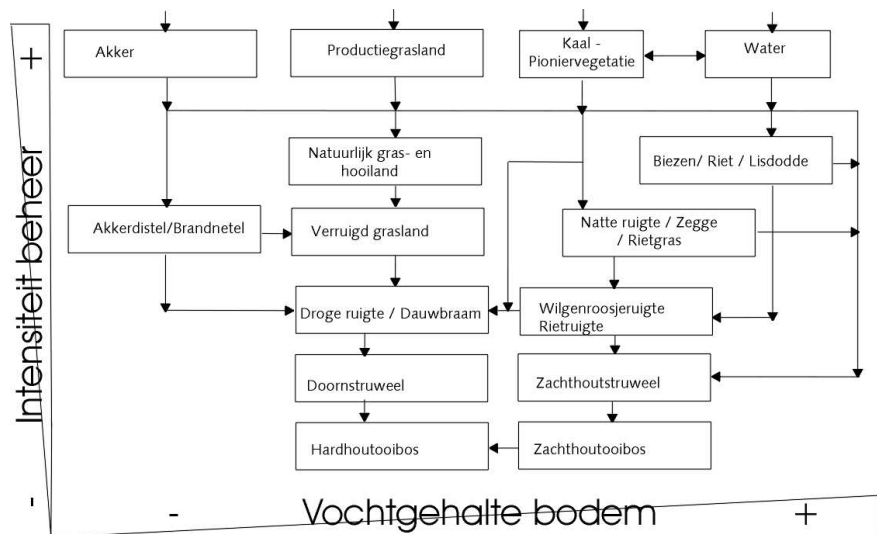 Akker
Productiegrasland
Kaal -
Pioniervegetatie
Water
+
Natuurlijk gras- en
hooiland
Biezen/ Riet / Lisdodde
Akkerdistel/Brandnetel
Verruigd grasland
Natte ruigte / Zegge
/ Rietgras
Droge ruigte / Dauwbraam
Wilgenroosjeruigte
Rietruigte
Doornstruweel
Zachthoutstruweel
Hardhoutooibos
Zachthoutooibos
Intensiteit beheer
-
-
Vochtgehalte bodem
+